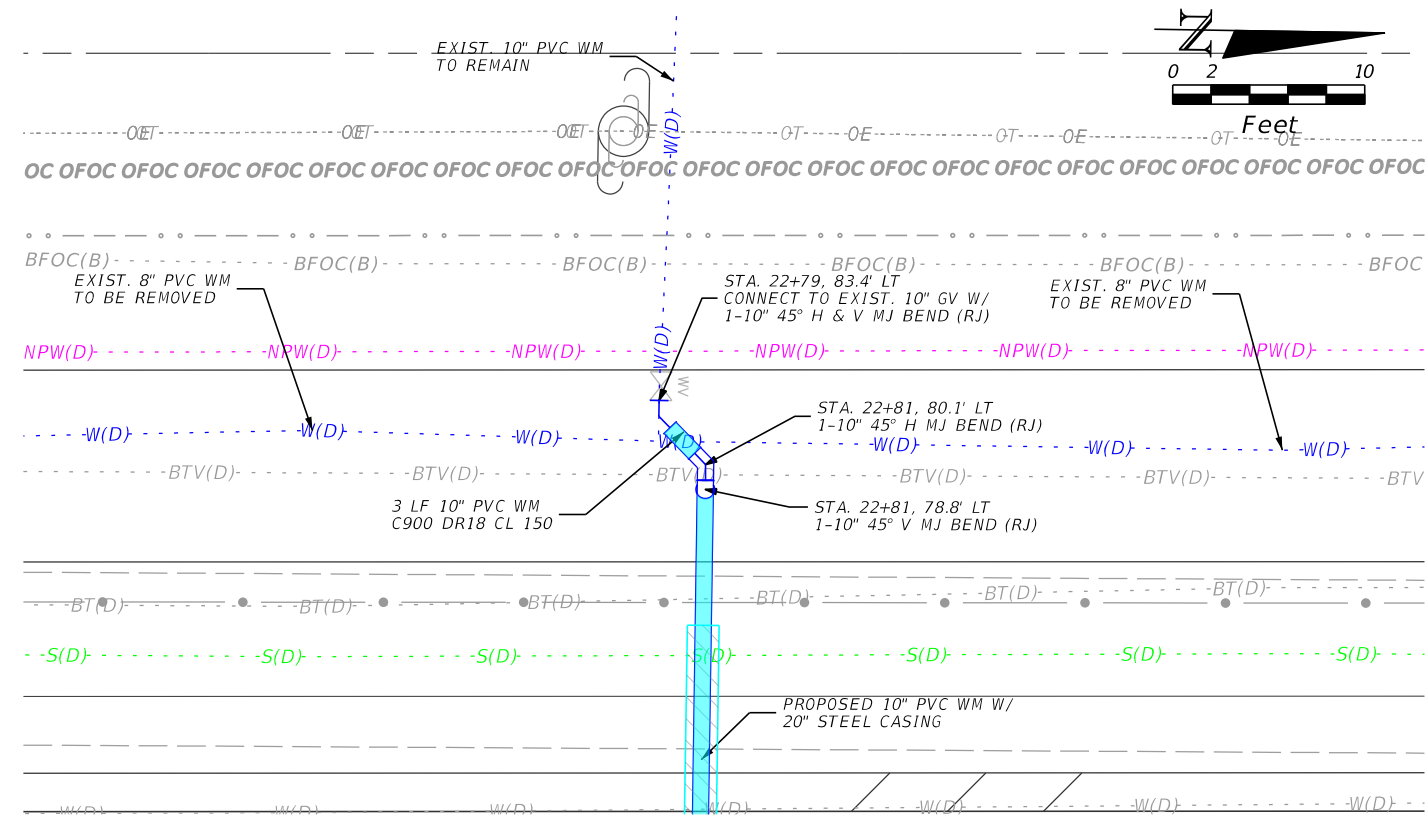 EXIST. 10" PVC WM
TO REMAIN
N
0 2 10
Feet
OE OT OE OT OE OT OE OT OE OT OE OT OE
W(D)
OC OFOC OFOC OFOC OFOC OFOC OFOC OFOC OFOC OFOC OFOC OFOC OFOC OFOC OFOC OFOC OFOC OFOC OFOC OFOC OFOC OFOC OFOC
BFOC(B) BFOC(B) BFOC(B) BFOC(B) BFOC(B) BFOC
EXIST. 8" PVC WM
TO BE REMOVED
STA. 22+79, 83.4' LT
CONNECT TO EXIST. 10" GV W/
1-10" 45° H & V MJ BEND (RJ)
EXIST. 8" PVC WM
TO BE REMOVED
W(D)
NPW(D) NPW(D) NPW(D) NPW(D) NPW(D) NPW(D)
WV
STA. 22+81, 80.1' LT
1-10" 45° H MJ BEND (RJ)
W(D) W(D) W(D) W(D) W(D) W(D) W(D)
BTV(D) BTV(D) BTV(D) BTV(D) BTV(D) BTV
3 LF 10" PVC WM
C900 DR18 CL 150
STA. 22+81, 78.8' LT
1-10" 45° V MJ BEND (RJ)
BT(D) BT(D) BT(D) BT(D) BT(D) BT(D)
S(D) S(D) S(D) S(D) S(D) S(D) S(D)
PROPOSED 10" PVC WM W/
20" STEEL CASING
W(D) W(D) W(D) W(D) W(D) W(D) W(D)